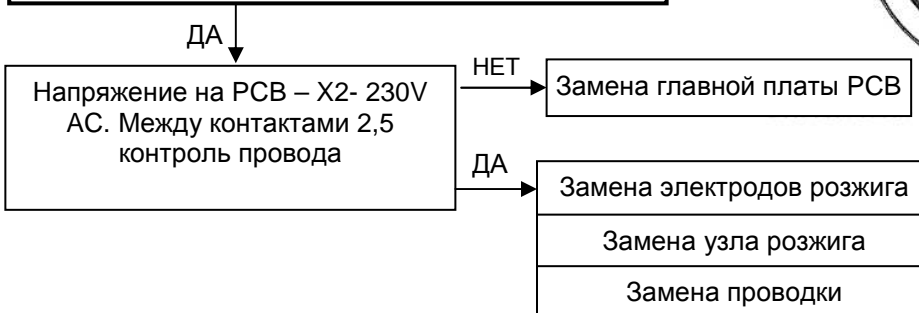 ДА
Напряжение на PCB – X2- 230V
AC. Между контактами 2,5
контроль провода
НЕТ
Замена главной платы PCB
ДА
Замена электродов розжига
Замена узла розжига
Замена проводки